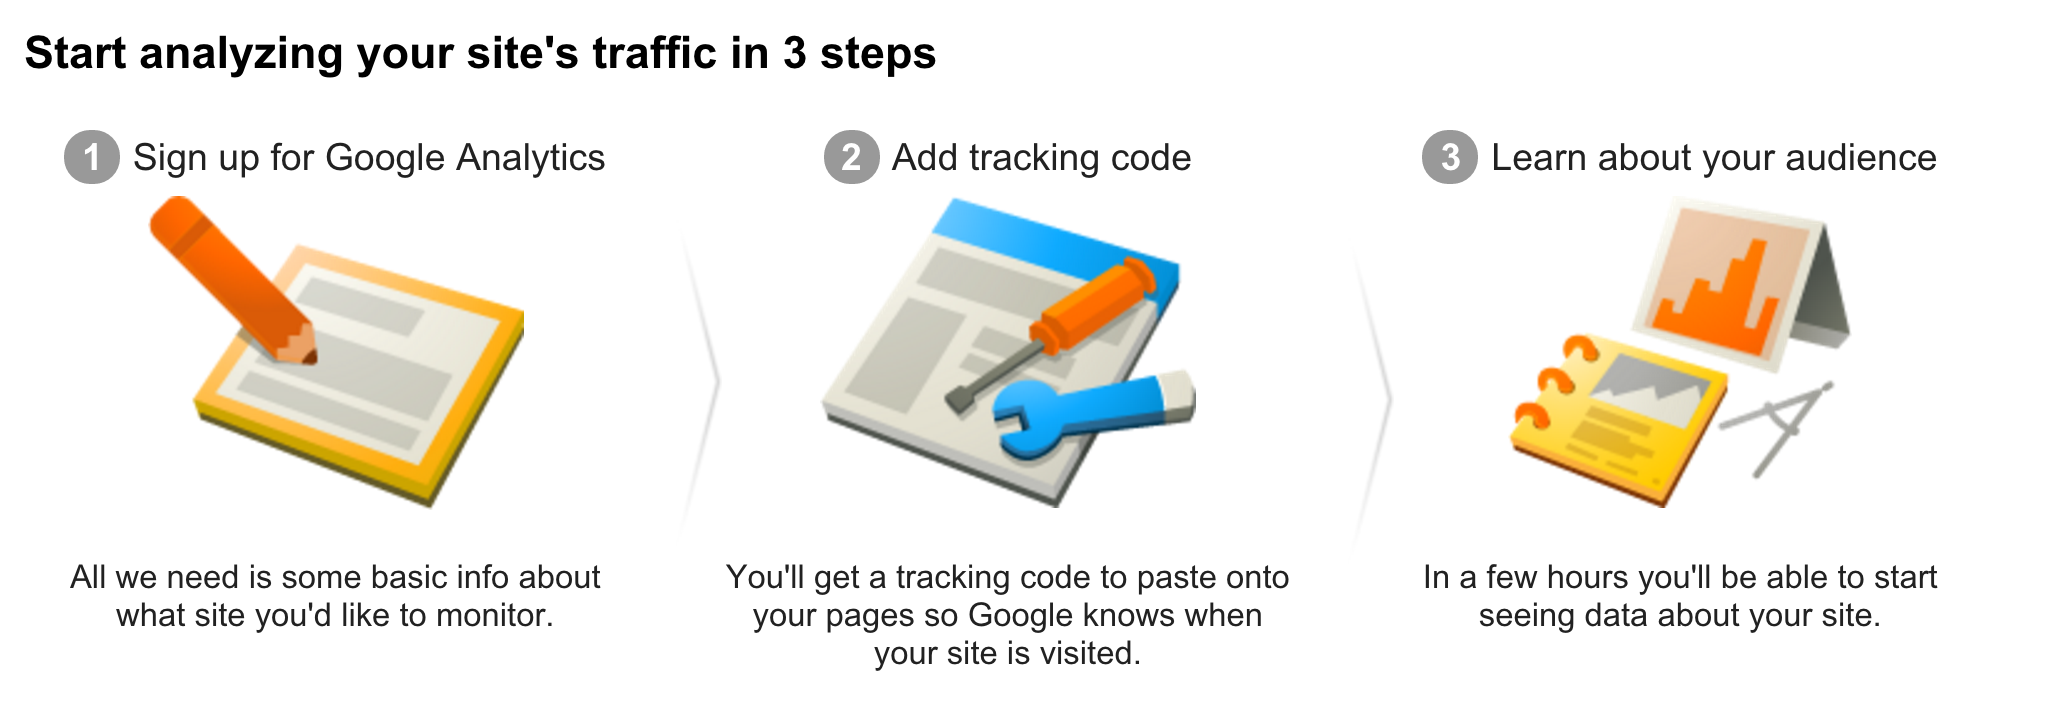 Start analyzing your site's traffic in 3 steps
1 Sign up for Google Analytics
All we need is some basic info about
what site you'd like to monitor.
2 Add tracking code
You'll get a tracking code to paste onto
your pages so Google knows when
your site is visited.
3 Learn about your audience
In a few hours you'll be able to start
seeing data about your site.